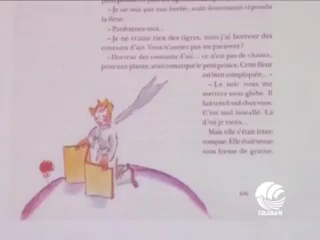 – Je ne suis pas une herbe, avait doucement répondu
la fleur.
– Pardonnez-moi...
– Je ne crains rien des tigres, mais j'ai horreur des
courants d'air. Vous n'auriez pas un paravent?
"Horreur des courants d'air... ce n'est pas de chance,
pour une plante, avait remarqué le petit prince. Cette fleur
est bien compliquée..."
– Le soir vous me
mettrez sous globe. Il
fait très froid chez vous.
C'est mal installé. Là
d'où je viens...
Mais elle s'était inter-
rompue. Elle était venue
sous forme de graine.